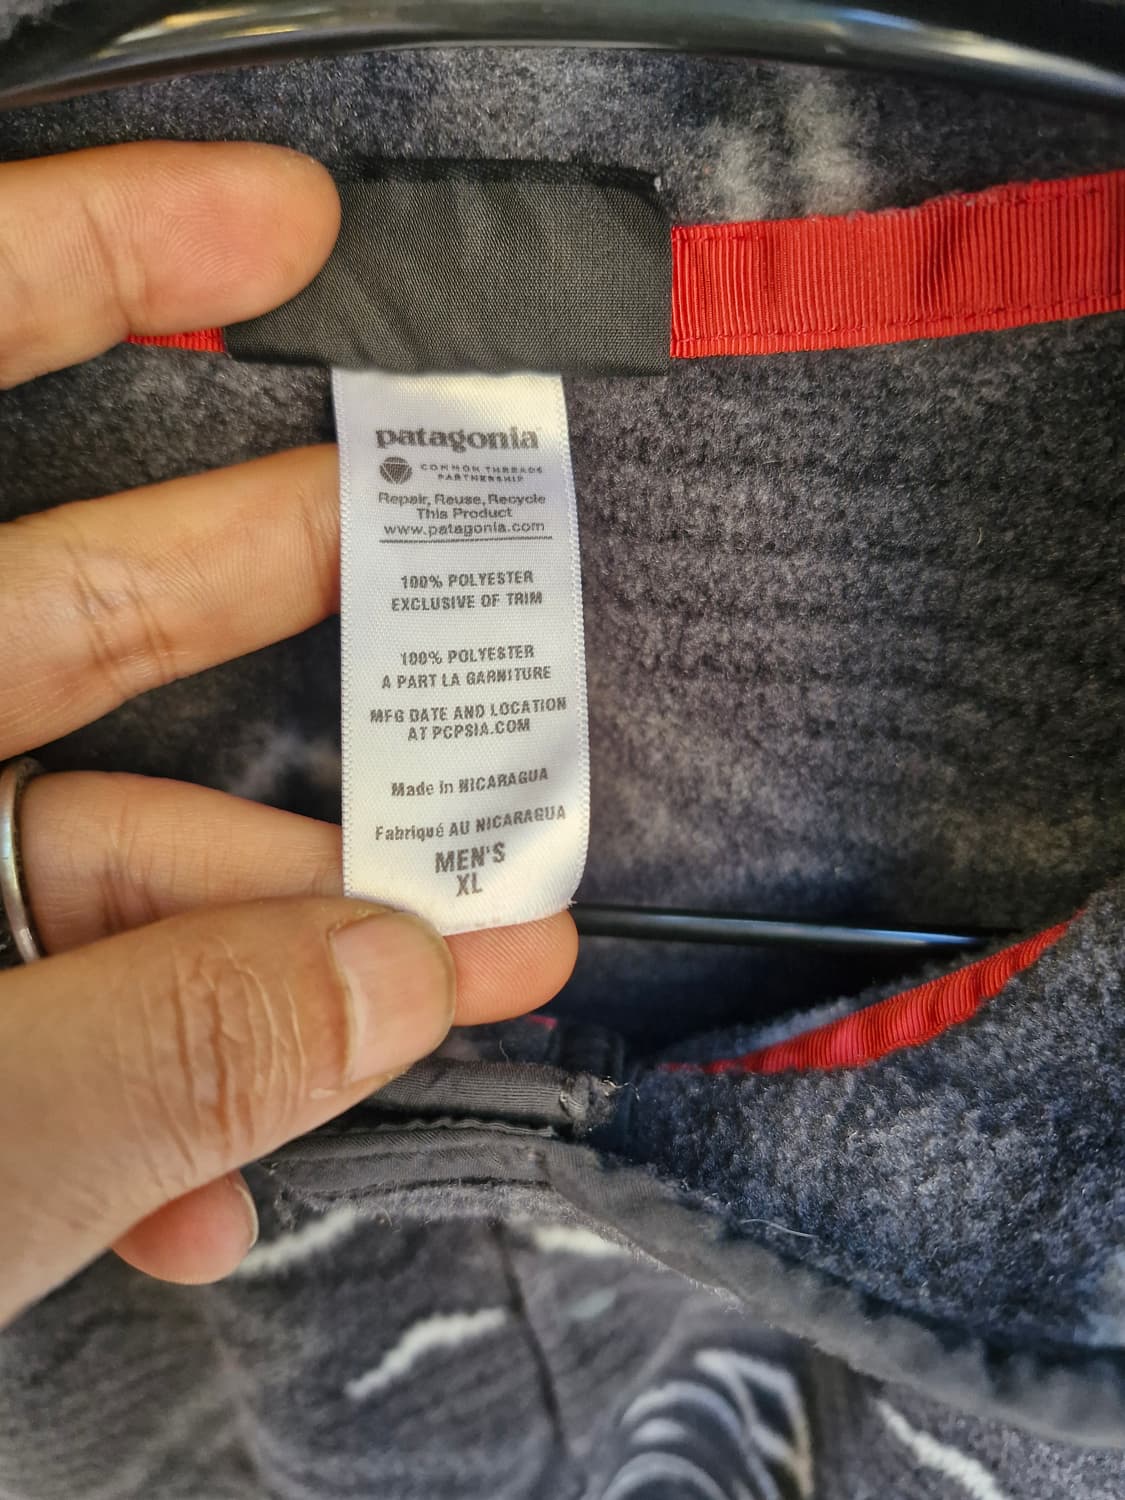 patagonia
COMMON THREADS
PARTNERSHIP
Repair, Reuse, Recycle
This Product
www.patagonia.com
100% POLYESTER
EXCLUSIVE OF TRIM
100% POLYESTER
A PART LA GARNITURE
MFG DATE AND LOCATION
AT PCPSIA.COM
Made in NICARAGUA
Fabriqué AU NICARAGUA
MEN'S
XL